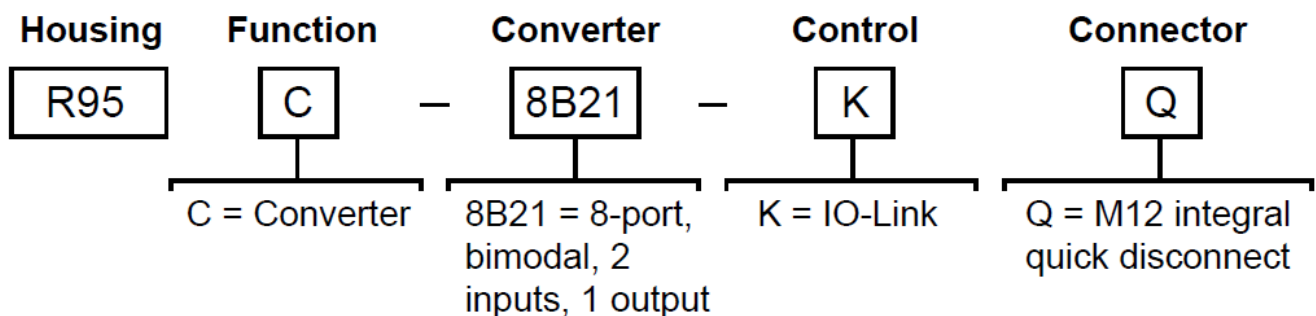 Housing Function Converter Control Connector
R95 C – 8B21 – K Q
C = Converter 8B21 = 8-port, K = IO-Link Q = M12 integral
bimodal, 2 quick disconnect
inputs, 1 output